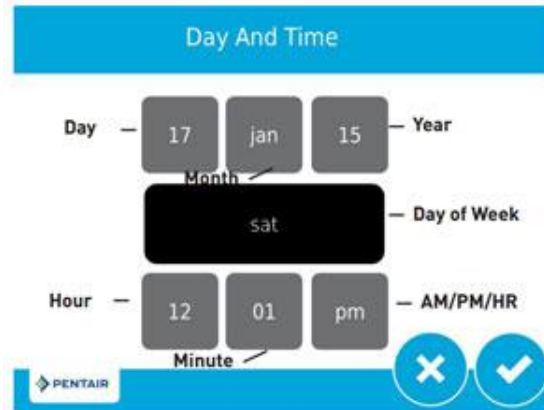 Day And Time
Day 17 jan 15 Year
Month
sat Day of Week
Hour 12 01 pm AM/PM/HR
Minute
PENTAIR